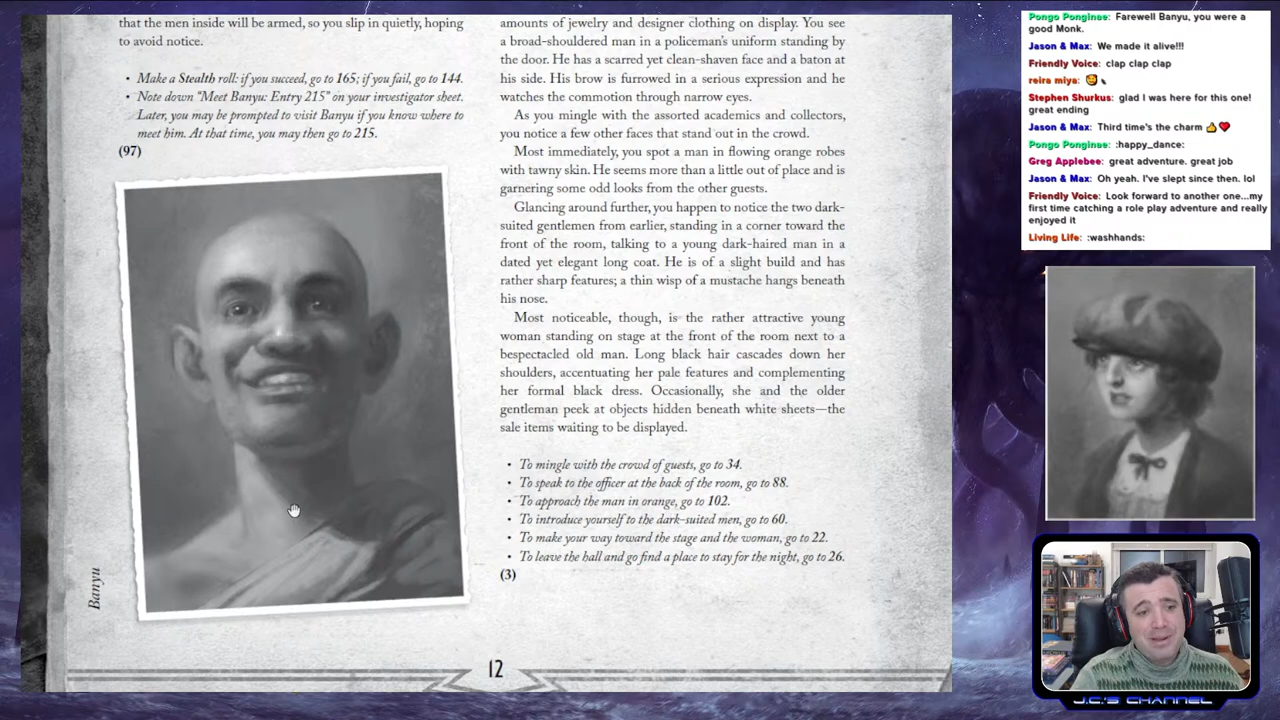 that the men inside will be armed, so you slip in quietly, hoping
to avoid notice.
• Make a Stealth roll: if you succeed, go to 165; if you fail, go to 144.
• Note down “Meet Banyu: Entry 215” on your investigator sheet.
Later, you may be prompted to visit Banyu if you know where to
meet him. At that time, you may then go to 215.
(97)
Banyu
amounts of jewelry and designer clothing on display. You see
a broad-shouldered man in a policeman’s uniform standing by
the door. He has a scarred yet clean-shaven face and a baton at
his side. His brow is furrowed in a serious expression and he
watches the commotion through narrow eyes.
As you mingle with the assorted academics and collectors,
you notice a few other faces that stand out in the crowd.
Most immediately, you spot a man in flowing orange robes
with tawny skin. He seems more than a little out of place and is
garnering some odd looks from the other guests.
Glancing around further, you happen to notice the two dark-
suited gentlemen from earlier, standing in a corner toward the
front of the room, talking to a young dark-haired man in a
dated yet elegant long coat. He is of a slight build and has
rather sharp features; a thin wisp of a mustache hangs beneath
his nose.
Most noticeable, though, is the rather attractive young
woman standing on stage at the front of the room next to a
bespectacled old man. Long black hair cascades down her
shoulders, accentuating her pale features and complementing
her formal black dress. Occasionally, she and the older
gentleman peek at objects hidden beneath white sheets—the
sale items waiting to be displayed.
• To mingle with the crowd of guests, go to 34.
• To speak to the officer at the back of the room, go to 88.
• To approach the man in orange, go to 102.
• To introduce yourself to the dark-suited men, go to 60.
• To make your way toward the stage and the woman, go to 22.
• To leave the hall and go find a place to stay for the night, go to 26.
(3)
12
Pongo Ponginae: Farewell Banyu, you were a
good Monk.
Jason & Max: We made it alive!!!
Friendly Voice: clap clap clap
reira miya:
Stephen Shurkus: glad I was here for this one!
great ending
Jason & Max: Third time's the charm 👍❤️
Pongo Ponginae: :happy_dance:
Greg Applebee: great adventure. great job
Jason & Max: Oh yeah. I've slept since then. lol
Friendly Voice: Look forward to another one...my
first time catching a role play adventure and really
enjoyed it
Living Life: :washhands:
J.C.'S CHANNEL